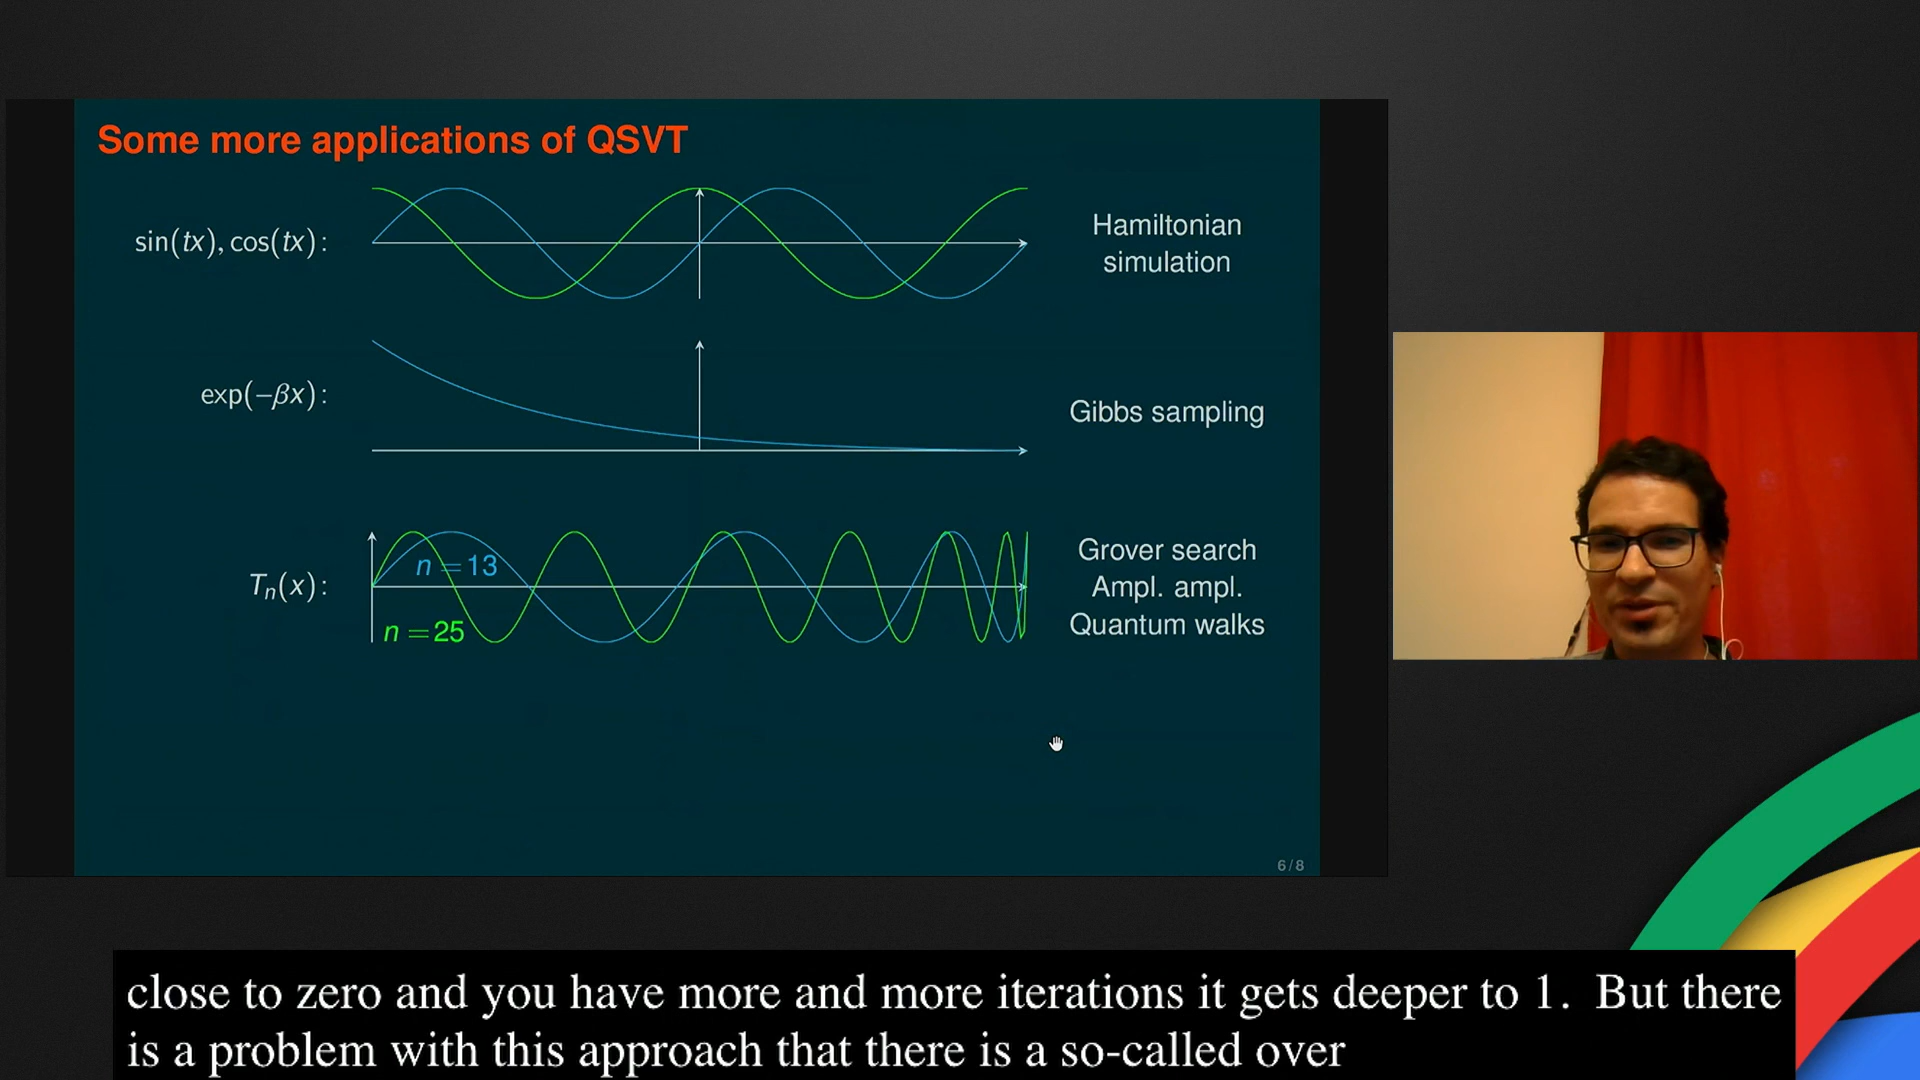 Some more applications of QSVT
sin(tx), cos(tx):
Hamiltonian
simulation
exp(−βx):
Gibbs sampling
Tₙ(x):
n = 13
n = 25
Grover search
Ampl. ampl.
Quantum walks
6 / 8
close to zero and you have more and more iterations it gets deeper to 1.  But there
is a problem with this approach that there is a so-called over